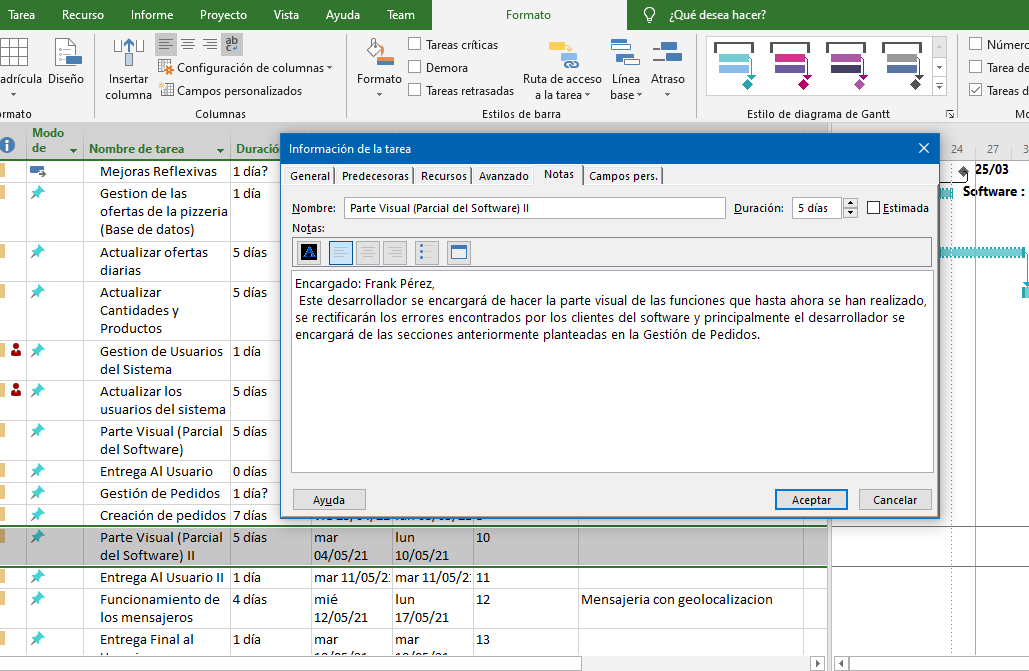 Tarea Recurso Informe Proyecto Vista Ayuda Team Formato ¿Qué desea hacer?
adrícula Diseño
ormato
Insertar columna
Configuración de columnas
Campos personalizados
Columnas
Formato
Tareas críticas
Demora
Tareas retrasadas
Ruta de acceso a la tarea
Línea base
Atraso
Estilos de barra
Estilo de diagrama de Gantt
Númer
Tarea de
Tareas d
Mo
Modo de
Nombre de tarea
Duració
24 27 3
25/03
Software :
Información de la tarea
General Predecesoras Recursos Avanzado Notas Campos pers.
Nombre: Parte Visual (Parcial del Software) II Duración: 5 días Estimada
Notas:
A
Encargado: Frank Pérez,
Este desarrollador se encargará de hacer la parte visual de las funciones que hasta ahora se han realizado,
se rectificarán los errores encontrados por los clientes del software y principalmente el desarrollador se
encargará de las secciones anteriormente planteadas en la Gestión de Pedidos.
Ayuda Aceptar Cancelar
Mejoras Reflexivas 1 día?
Gestion de las 1 día
ofertas de la pizzeria
(Base de datos)
Actualizar ofertas 5 días
diarias
Actualizar 5 días
Cantidades y
Productos
Gestion de Usuarios 1 día
del Sistema
Actualizar los 5 días
usuarios del sistema
Parte Visual (Parcial 5 días
del Software)
Entrega Al Usuario 0 días
Gestión de Pedidos 1 día?
Creación de pedidos 7 días
Parte Visual (Parcial 5 días mar lun 10
del Software) II 04/05/21 10/05/21
Entrega Al Usuario II 1 día mar 11/05/2 mar 11/05/2 11
Funcionamiento de 4 días mié lun 12 Mensajeria con geolocalizacion
los mensajeros 12/05/21 17/05/21
Entrega Final al 1 día mar mar 13